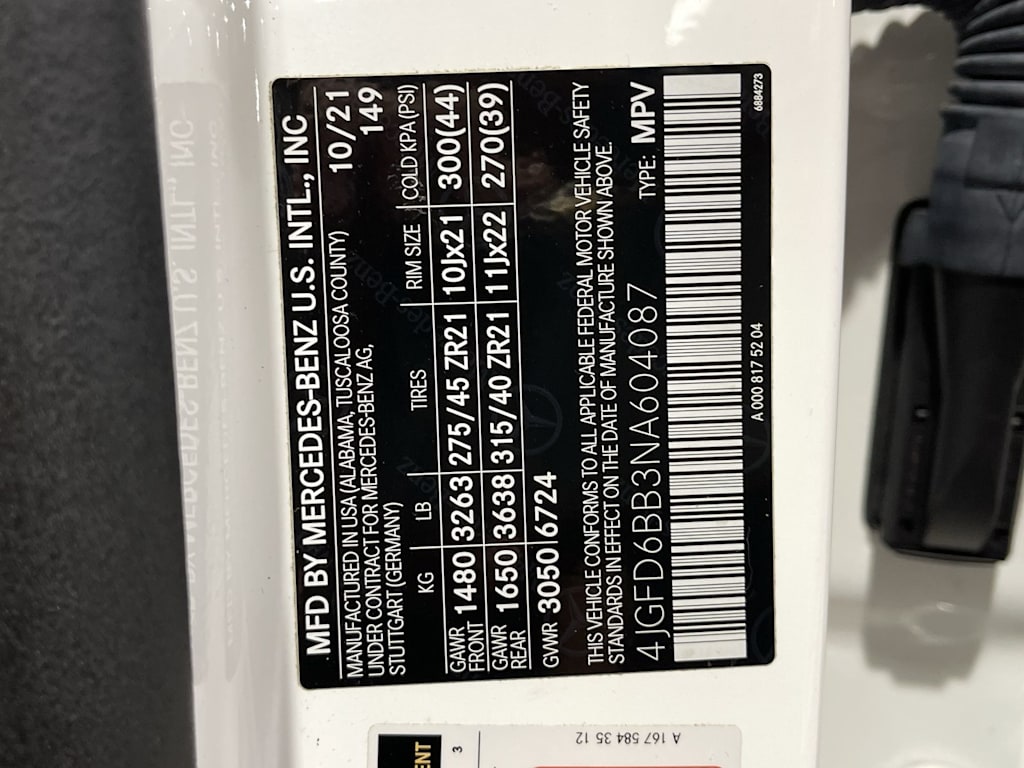 MFD BY MERCEDES-BENZ U.S. INTL., INC
MANUFACTURED IN USA (ALABAMA, TUSCALOOSA COUNTY) 10/21
UNDER CONTRACT FOR MERCEDES-BENZ AG, 149
STUTTGART (GERMANY)
KG LB TIRES RIM SIZE COLD KPA (PSI)
GAWR FRONT 1480 3263 275/45 ZR21 10Jx21 300(44)
GAWR REAR 1650 3638 315/40 ZR21 11Jx22 270(39)
GVWR 3050 6724
THIS VEHICLE CONFORMS TO ALL APPLICABLE FEDERAL MOTOR VEHICLE SAFETY
STANDARDS IN EFFECT ON THE DATE OF MANUFACTURE SHOWN ABOVE.
4JGFD6BB3NA604087 TYPE: MPV
A 000 817 52 04 6884273
ENT
3
A 167 584 35 12